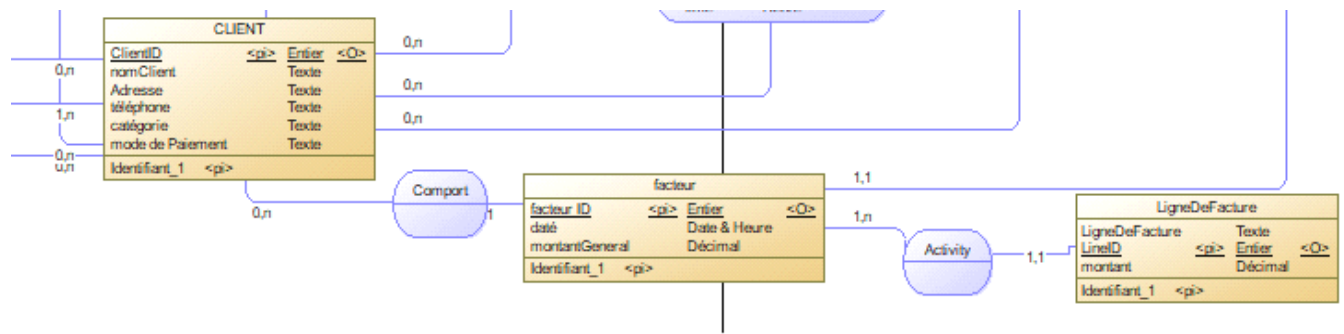 CLIENT
ClientID <pi> Entier <O>
nomClient Texte
Adresse Texte
téléphone Texte
catégorie Texte
mode de Paiement Texte
Identifiant_1 <pi>
0,n
1,n
0,n
0,n
0,n
0,n
0,n
0,n
Comport
1
facteur
facteur ID <pi> Entier <O>
daté Date & Heure
montantGeneral Décimal
Identifiant_1 <pi>
1,1
1,n
Activity
1,1
LigneDeFacture
LigneDeFacture Texte
LineID <pi> Entier <O>
montant Décimal
Identifiant_1 <pi>